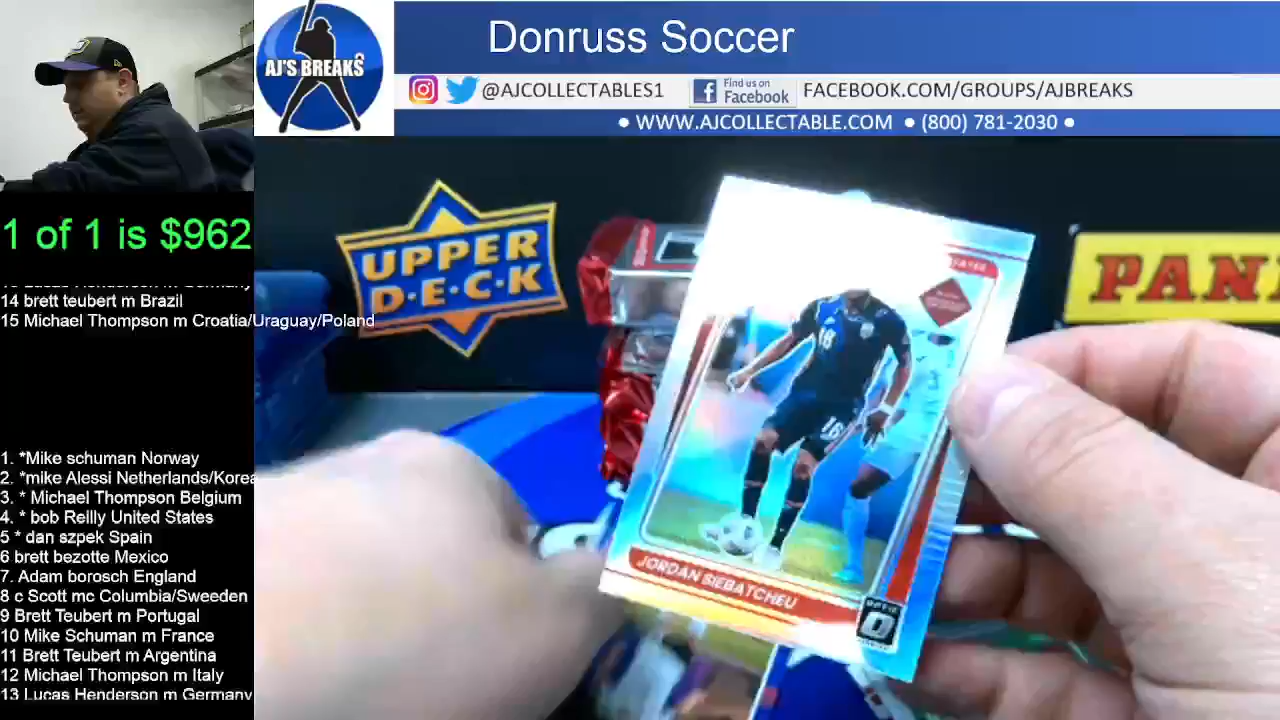 Donruss Soccer
AJ'S BREAKS
@AJCOLLECTABLES1
Find us on
Facebook
FACEBOOK.COM/GROUPS/AJBREAKS
● WWW.AJCOLLECTABLE.COM ● (800) 781-2030 ●
1 of 1 is $962
14 brett teubert m Brazil
15 Michael Thompson m Croatia/Uraguay/Poland
1. *Mike schuman Norway
2. *mike Alessi Netherlands/Korea
3. * Michael Thompson Belgium
4. * bob Reilly United States
5 * dan szpek Spain
6 brett bezotte Mexico
7. Adam borosch England
8 c Scott mc Columbia/Sweeden
9 Brett Teubert m Portugal
10 Mike Schuman m France
11 Brett Teubert m Argentina
12 Michael Thompson m Italy
13 Lucas Henderson m Germany
UPPER
D·E·C·K
PANI
16
JORDAN SIEBATCHEU
OPTIC